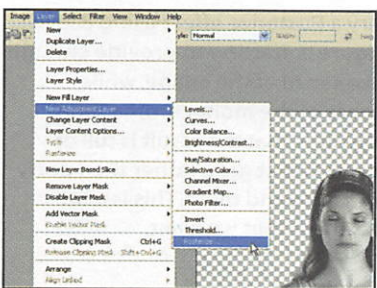 Image Layer Select Filter View Window Help
Style: Normal
New
Duplicate Layer...
Delete
Layer Properties...
Layer Style
New Fill Layer
New Adjustment Layer
Change Layer Content
Layer Content Options...
Type
Rasterize
New Layer Based Slice
Remove Layer Mask
Disable Layer Mask
Add Vector Mask
Enable Vector Mask
Create Clipping Mask Ctrl+G
Release Clipping Mask Shift+Ctrl+G
Arrange
Align Linked
Levels...
Curves...
Color Balance...
Brightness/Contrast...
Hue/Saturation...
Selective Color...
Channel Mixer...
Gradient Map...
Photo Filter...
Invert
Threshold...
Posterize...